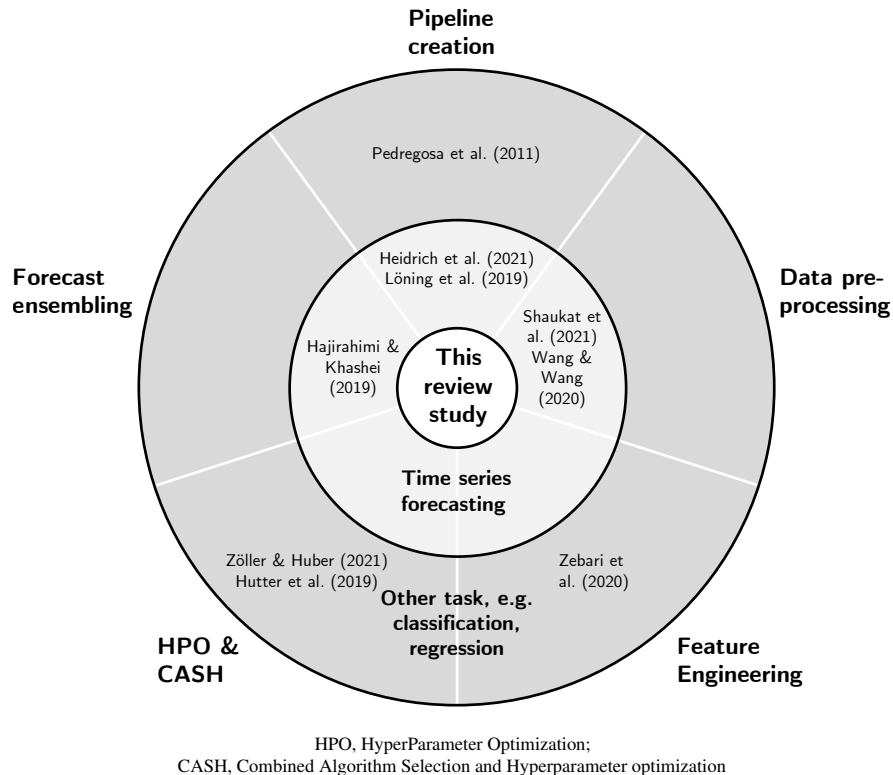 Pipeline
creation
Pedregosa et al. (2011)
Heidrich et al. (2021)
Löning et al. (2019)
Forecast
ensembling
Data pre-
processing
Hajirahimi &
Khashei
(2019)
This
review
study
Shaukat et
al. (2021)
Wang &
Wang
(2020)
Time series
forecasting
Zöller & Huber (2021)
Hutter et al. (2019)
Other task, e.g.
classification,
regression
Zebari et
al. (2020)
HPO &
CASH
Feature
Engineering
HPO, HyperParameter Optimization;
CASH, Combined Algorithm Selection and Hyperparameter optimization